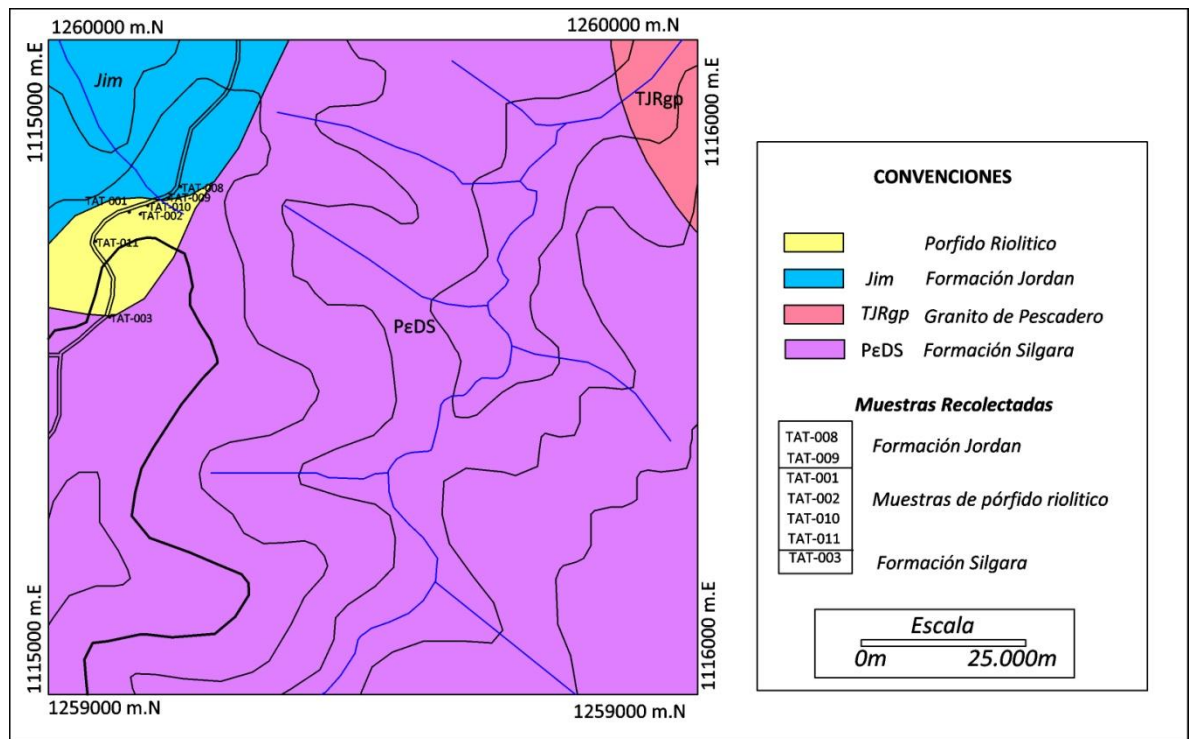 1260000 m.N
1260000 m.N
1115000 m.E
1116000 m.E
Jim
TJRgp
TAT-008
TAT-009
TAT-001
TAT-010
TAT-002
TAT-011
TAT-003
PεDS
1115000 m.E
1116000 m.E
1259000 m.N
1259000 m.N
CONVENCIONES
Porfido Riolitico
Jim Formación Jordan
TJRgp Granito de Pescadero
PεDS Formación Silgara
Muestras Recolectadas
TAT-008
Formación Jordan
TAT-009
TAT-001
TAT-002
Muestras de pórfido riolitico
TAT-010
TAT-011
TAT-003
Formación Silgara
Escala
0m 25.000m